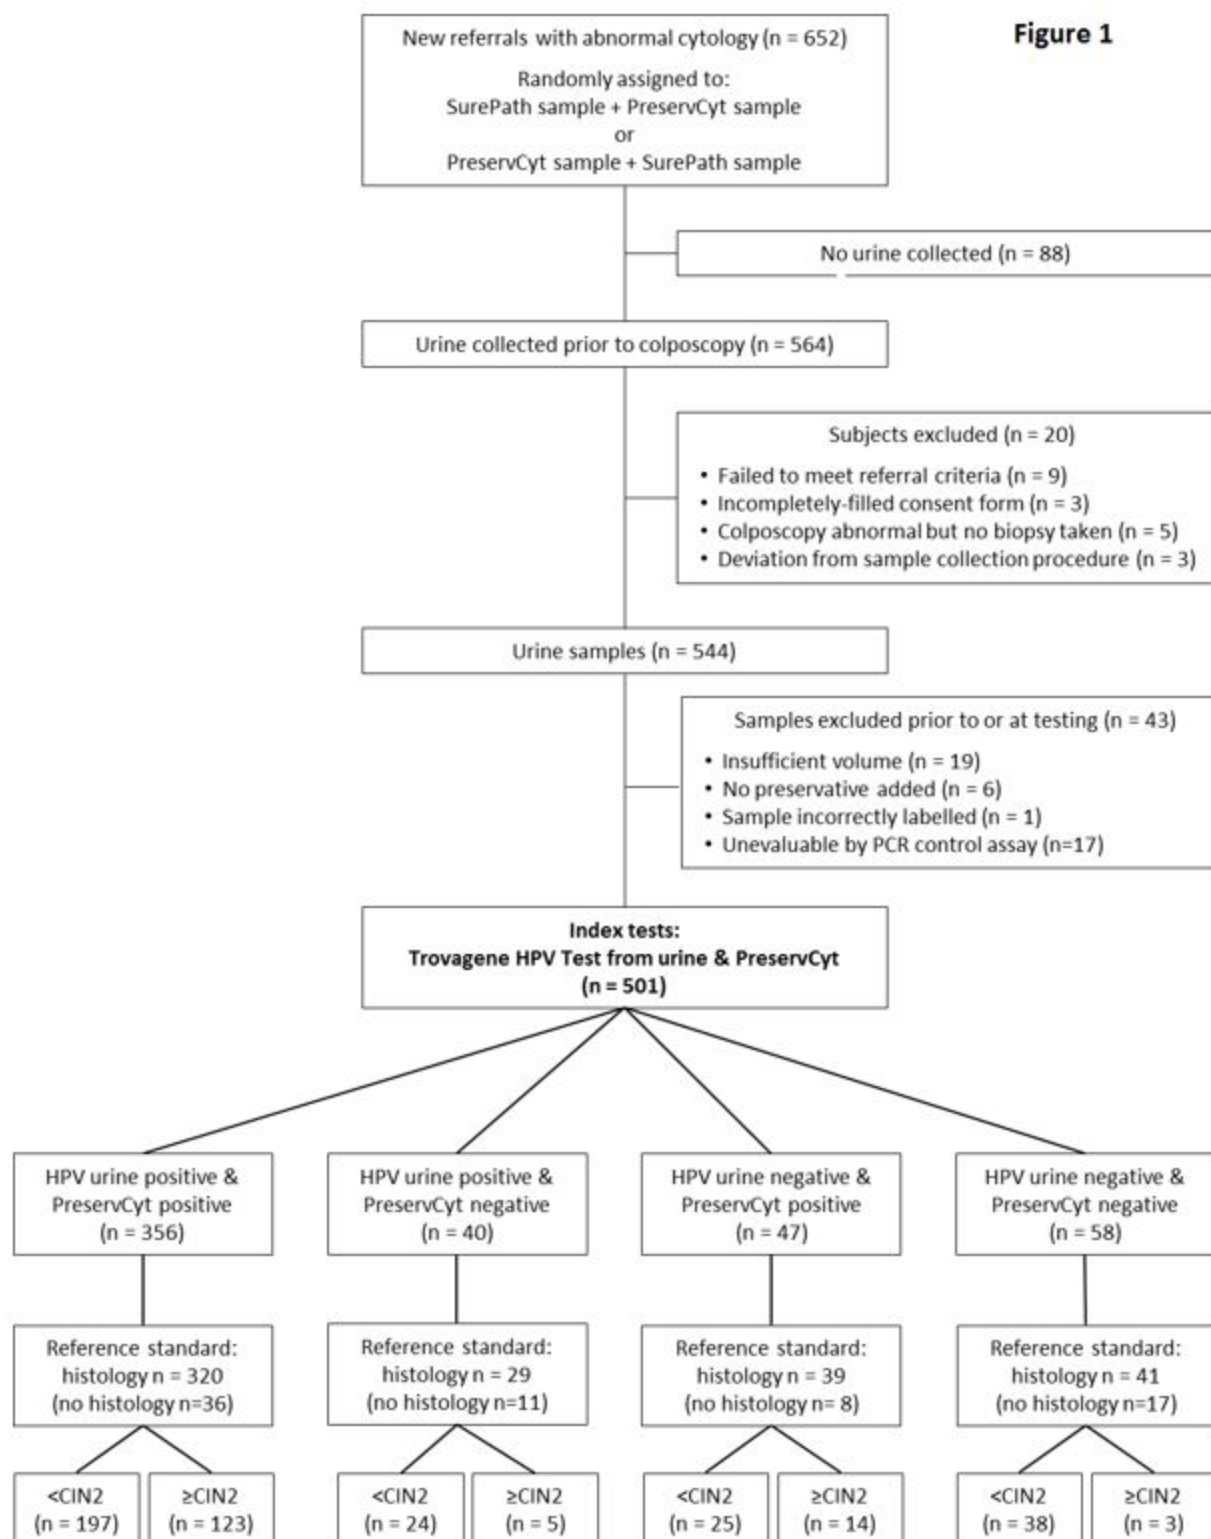 Figure 1
New referrals with abnormal cytology (n = 652)
Randomly assigned to:
SurePath sample + PreservCyt sample
or
PreservCyt sample + SurePath sample
No urine collected (n = 88)
Urine collected prior to colposcopy (n = 564)
Subjects excluded (n = 20)
• Failed to meet referral criteria (n = 9)
• Incompletely-filled consent form (n = 3)
• Colposcopy abnormal but no biopsy taken (n = 5)
• Deviation from sample collection procedure (n = 3)
Urine samples (n = 544)
Samples excluded prior to or at testing (n = 43)
• Insufficient volume (n = 19)
• No preservative added (n = 6)
• Sample incorrectly labelled (n = 1)
• Unevaluable by PCR control assay (n=17)
Index tests:
Trovagene HPV Test from urine & PreservCyt
(n = 501)
HPV urine positive &
PreservCyt positive
(n = 356)
HPV urine positive &
PreservCyt negative
(n = 40)
HPV urine negative &
PreservCyt positive
(n = 47)
HPV urine negative &
PreservCyt negative
(n = 58)
Reference standard:
histology n = 320
(no histology n=36)
Reference standard:
histology n = 29
(no histology n=11)
Reference standard:
histology n = 39
(no histology n= 8)
Reference standard:
histology n = 41
(no histology n=17)
<CIN2
(n = 197)
≥CIN2
(n = 123)
<CIN2
(n = 24)
≥CIN2
(n = 5)
<CIN2
(n = 25)
≥CIN2
(n = 14)
<CIN2
(n = 38)
≥CIN2
(n = 3)